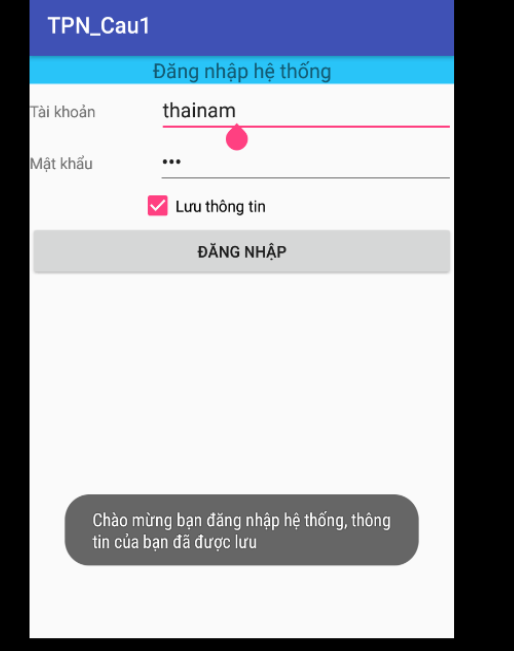 TPN_Cau1
Đăng nhập hệ thống
Tài khoản thainam
Mật khẩu •••
Lưu thông tin
ĐĂNG NHẬP
Chào mừng bạn đăng nhập hệ thống, thông
tin của bạn đã được lưu